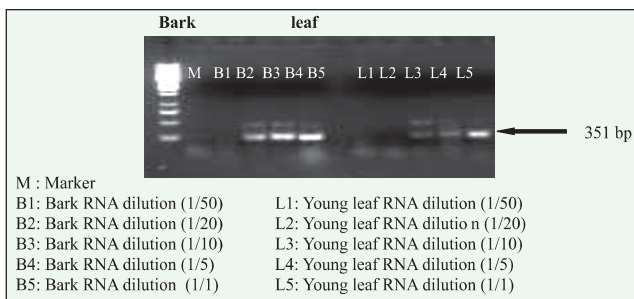 Bark leaf
M B1 B2 B3 B4 B5 L1 L2 L3 L4 L5
351 bp
M : Marker
B1: Bark RNA dilution (1/50) L1: Young leaf RNA dilution (1/50)
B2: Bark RNA dilution (1/20) L2: Young leaf RNA dilutio n (1/20)
B3: Bark RNA dilution (1/10) L3: Young leaf RNA dilution (1/10)
B4: Bark RNA dilution (1/5) L4: Young leaf RNA dilution (1/5)
B5: Bark RNA dilution (1/1) L5: Young leaf RNA dilution (1/1)